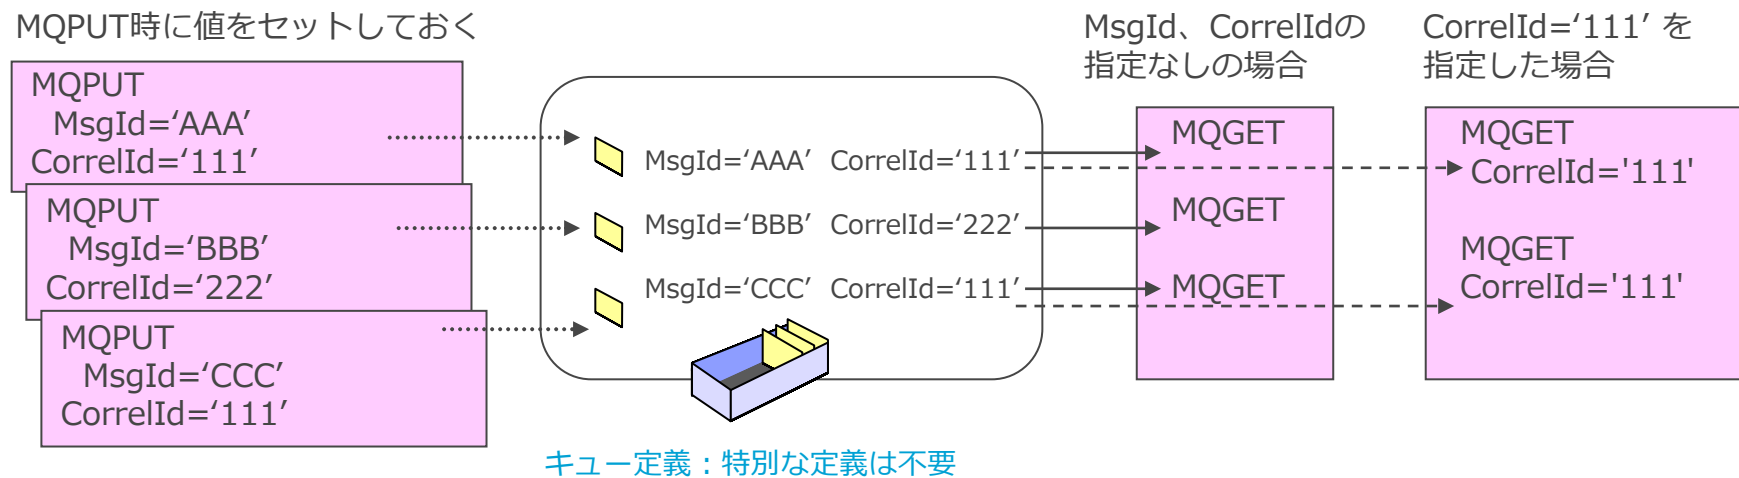 MQPUT時に値をセットしておく
MQPUT
MsgId=‘AAA’
CorrelId=‘111’
MQPUT
MsgId=‘BBB’
CorrelId=‘222’
MQPUT
MsgId=‘CCC’
CorrelId=‘111’
MsgId=‘AAA’ CorrelId=‘111’
MsgId=‘BBB’ CorrelId=‘222’
MsgId=‘CCC’ CorrelId=‘111’
キュー定義：特別な定義は不要
MsgId、CorrelIdの
指定なしの場合
MQGET
MQGET
MQGET
CorrelId=‘111’ を
指定した場合
MQGET
CorrelId='111'
MQGET
CorrelId='111'